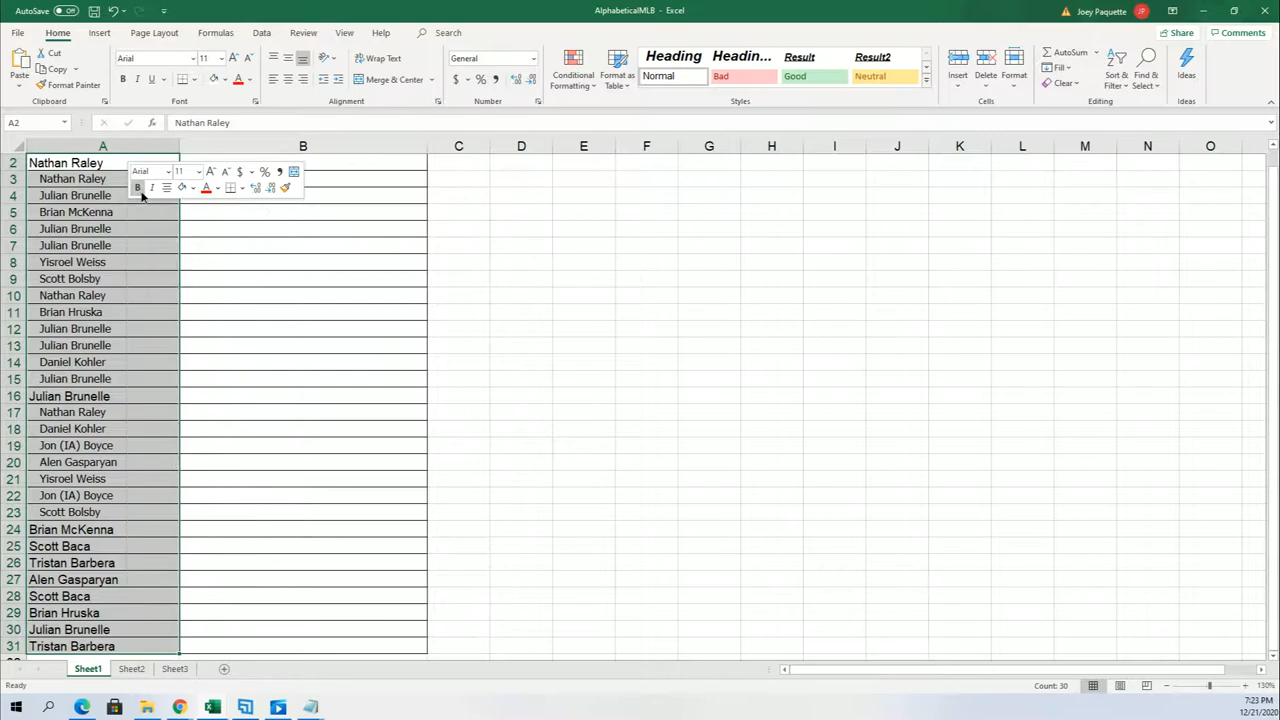 AutoSave Off AlphabeticalMLB - Excel Joey Paquette JP
File Home Insert Page Layout Formulas Data Review View Help Search Share Comments
Paste Cut Copy Format Painter Clipboard
Arial 11 B I U Font
Wrap Text Merge & Center Alignment
General $ % , Number
Conditional Formatting Format as Table
Heading Headin... Result Result2
Normal Bad Good Neutral
Styles
Insert Delete Format Cells
AutoSum Fill Clear Sort & Filter Find & Select Editing
Ideas Ideas
A2 fx Nathan Raley
A B C D E F G H I J K L M N O
2 Nathan Raley
Arial 11 A A $ % ,
B I A
3 Nathan Raley
4 Julian Brunelle
5 Brian McKenna
6 Julian Brunelle
7 Julian Brunelle
8 Yisroel Weiss
9 Scott Bolsby
10 Nathan Raley
11 Brian Hruska
12 Julian Brunelle
13 Julian Brunelle
14 Daniel Kohler
15 Julian Brunelle
16 Julian Brunelle
17 Nathan Raley
18 Daniel Kohler
19 Jon (IA) Boyce
20 Alen Gasparyan
21 Yisroel Weiss
22 Jon (IA) Boyce
23 Scott Bolsby
24 Brian McKenna
25 Scott Baca
26 Tristan Barbera
27 Alen Gasparyan
28 Scott Baca
29 Brian Hruska
30 Julian Brunelle
31 Tristan Barbera
Sheet1 Sheet2 Sheet3
Ready Count: 30 130%
7:23 PM
12/21/2020